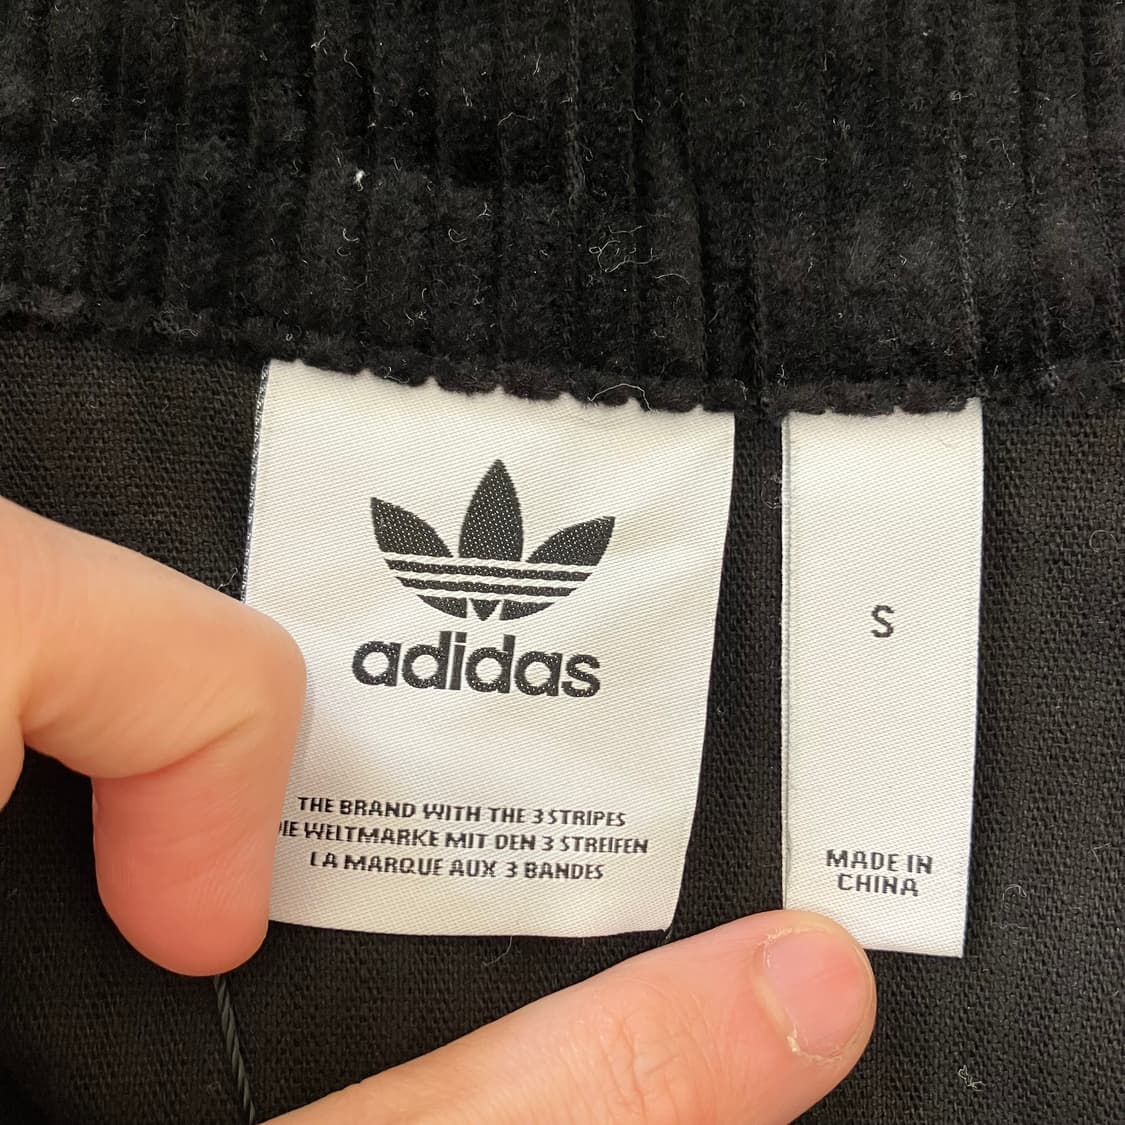 adidas
THE BRAND WITH THE 3 STRIPES
DIE WELTMARKE MIT DEN 3 STREIFEN
LA MARQUE AUX 3 BANDES
S
MADE IN
CHINA